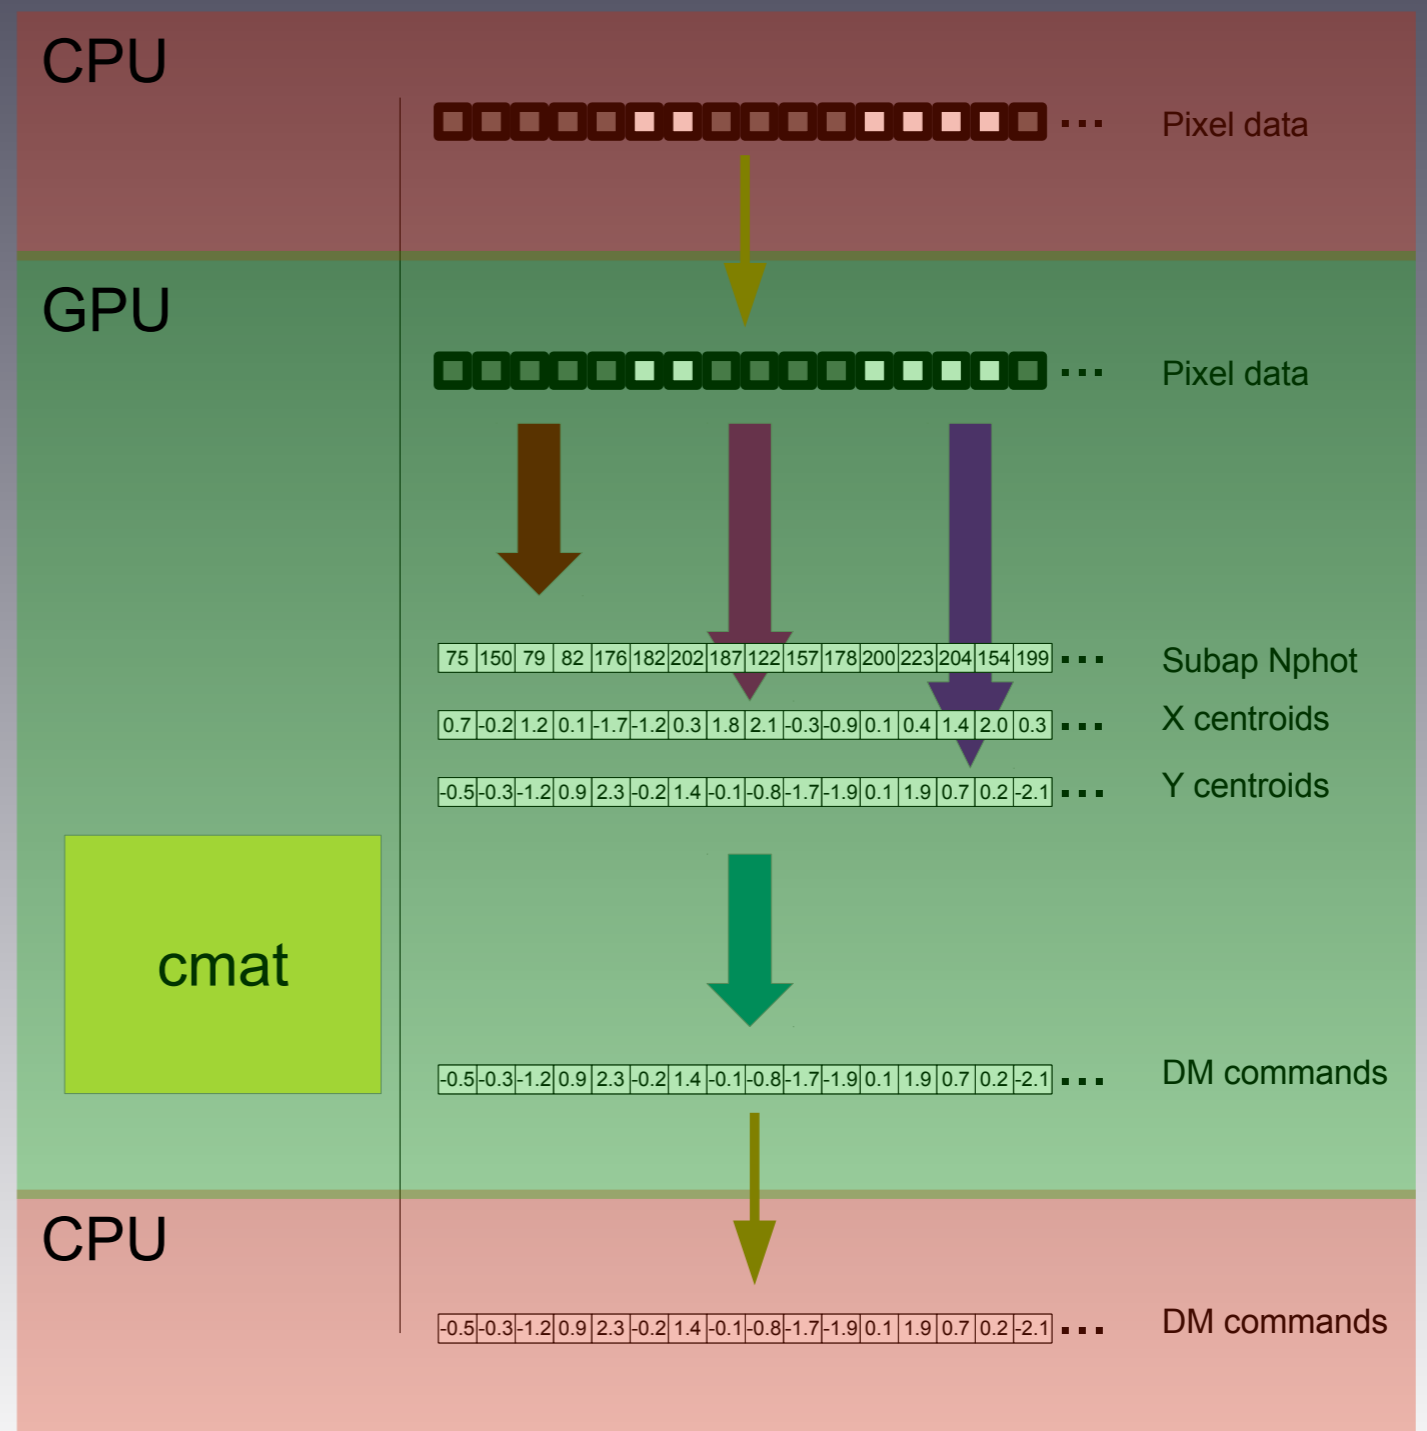 CPU
... Pixel data
GPU
... Pixel data
75 150 79 82 176 182 202 187 122 157 178 200 223 204 154 199 ... Subap Nphot
0.7 -0.2 1.2 0.1 -1.7 -1.2 0.3 1.8 2.1 -0.3 -0.9 0.1 0.4 1.4 2.0 0.3 ... X centroids
-0.5 -0.3 -1.2 0.9 2.3 -0.2 1.4 -0.1 -0.8 -1.7 -1.9 0.1 1.9 0.7 0.2 -2.1 ... Y centroids
cmat
-0.5 -0.3 -1.2 0.9 2.3 -0.2 1.4 -0.1 -0.8 -1.7 -1.9 0.1 1.9 0.7 0.2 -2.1 ... DM commands
CPU
-0.5 -0.3 -1.2 0.9 2.3 -0.2 1.4 -0.1 -0.8 -1.7 -1.9 0.1 1.9 0.7 0.2 -2.1 ... DM commands